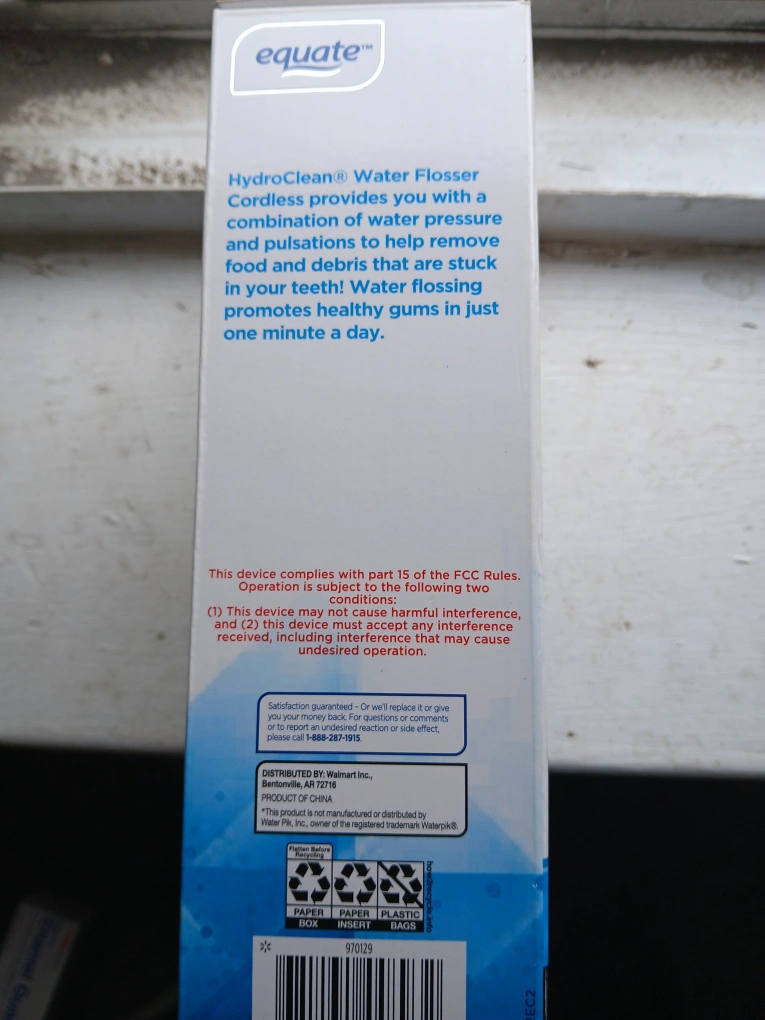 equate™
HydroClean® Water Flosser
Cordless provides you with a
combination of water pressure
and pulsations to help remove
food and debris that are stuck
in your teeth! Water flossing
promotes healthy gums in just
one minute a day.
This device complies with part 15 of the FCC Rules.
Operation is subject to the following two
conditions:
(1) This device may not cause harmful interference,
and (2) this device must accept any interference
received, including interference that may cause
undesired operation.
Satisfaction guaranteed - Or we'll replace it or give
you your money back. For questions or comments
or to report an undesired reaction or side effect,
please call 1-888-287-1915.
DISTRIBUTED BY: Walmart Inc.,
Bentonville, AR 72716
PRODUCT OF CHINA
*This product is not manufactured or distributed by
Water Pik, Inc., owner of the registered trademark Waterpik®.
Flatten Before
Recycling
PAPER PAPER PLASTIC
BOX INSERT BAGS
how2recycle.info
970129